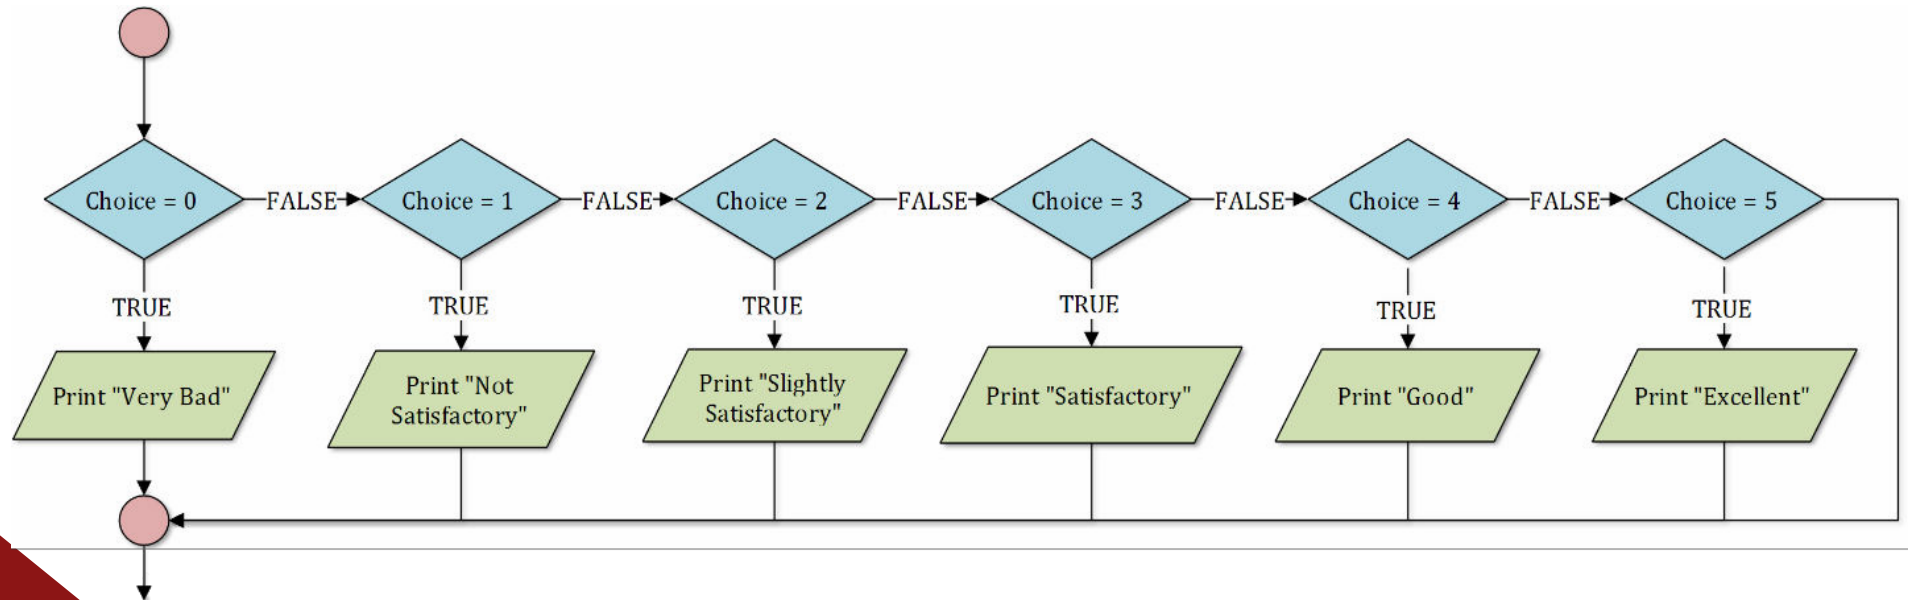 Choice = 0
FALSE
Choice = 1
FALSE
Choice = 2
FALSE
Choice = 3
FALSE
Choice = 4
FALSE
Choice = 5
TRUE
TRUE
TRUE
TRUE
TRUE
TRUE
Print "Very Bad"
Print "Not
Satisfactory"
Print "Slightly
Satisfactory"
Print "Satisfactory"
Print "Good"
Print "Excellent"